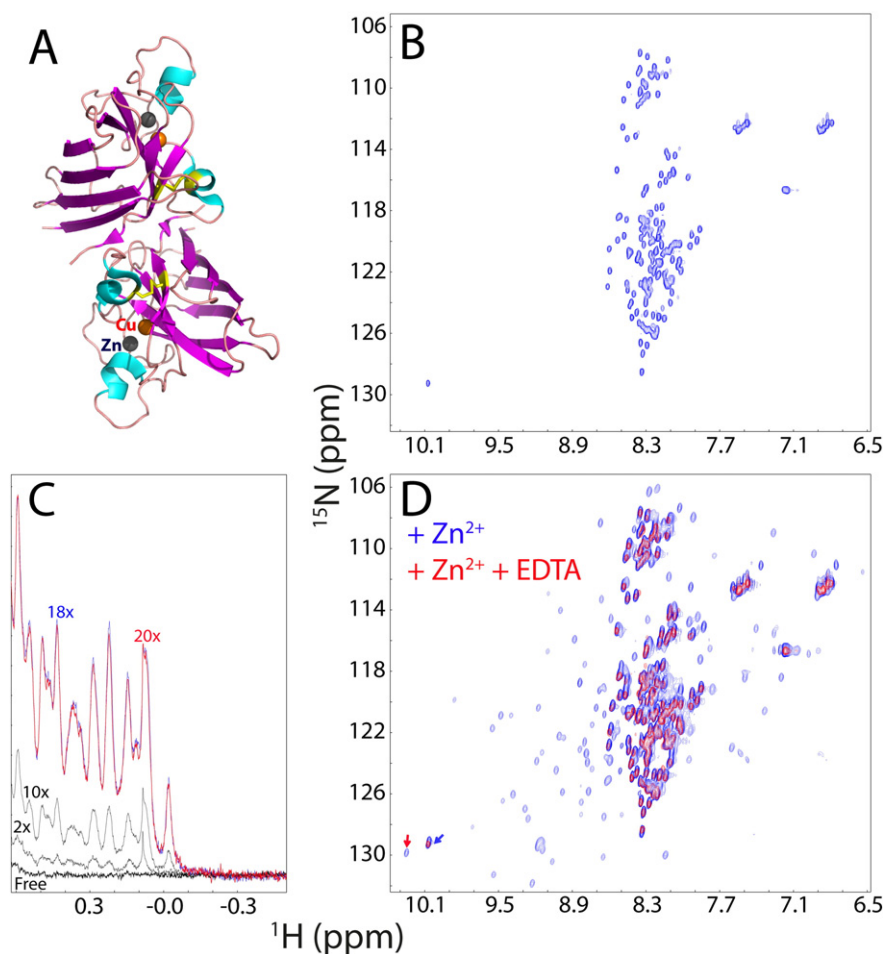 A
Cu
Zn
B
106
110
114
118
122
126
130
10.1
9.5
8.9
8.3
7.7
7.1
6.5
C
18x
20x
10x
2x
Free
0.3
-0.0
-0.3
¹H (ppm)
¹⁵N (ppm)
D
+ Zn²⁺
+ Zn²⁺ + EDTA
106
110
114
118
122
126
130
10.1
9.5
8.9
8.3
7.7
7.1
6.5